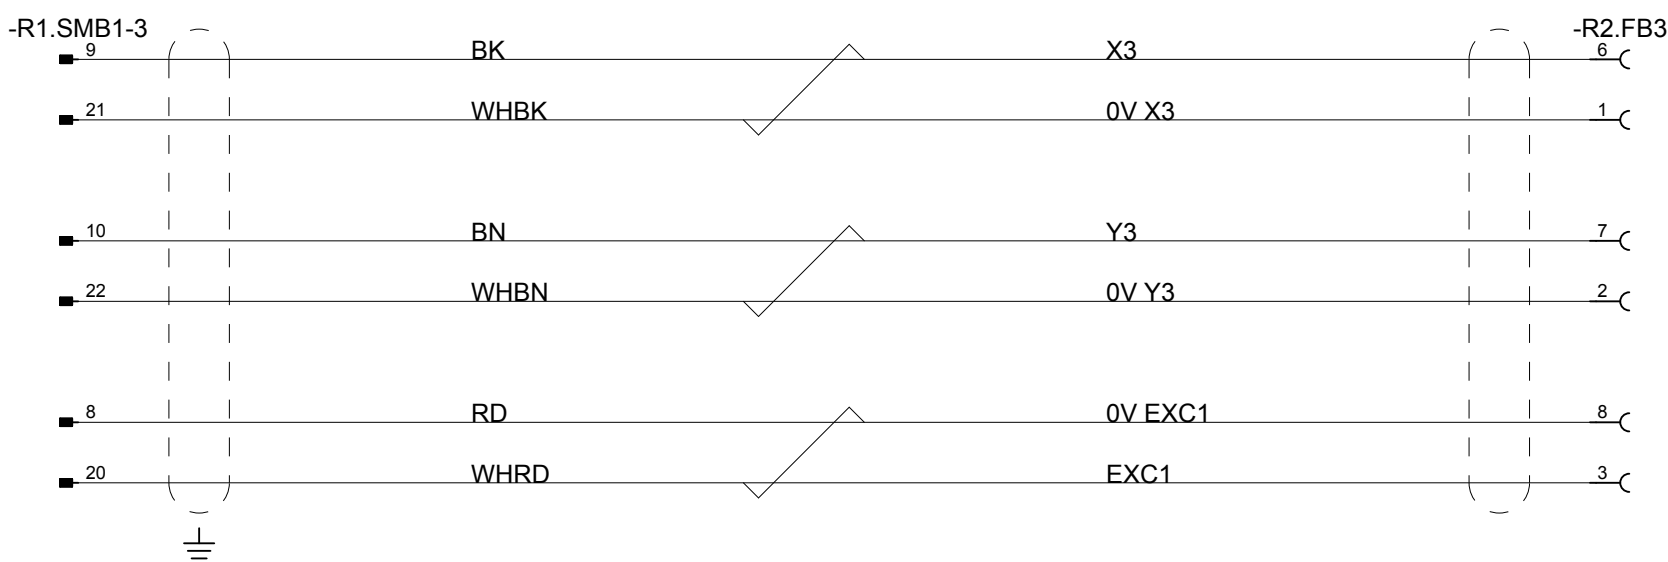 -R1.SMB1-3 -R2.FB3
9 BK X3 6
21 WHBK 0V X3 1
10 BN Y3 7
22 WHBN 0V Y3 2
8 RD 0V EXC1 8
20 WHRD EXC1 3